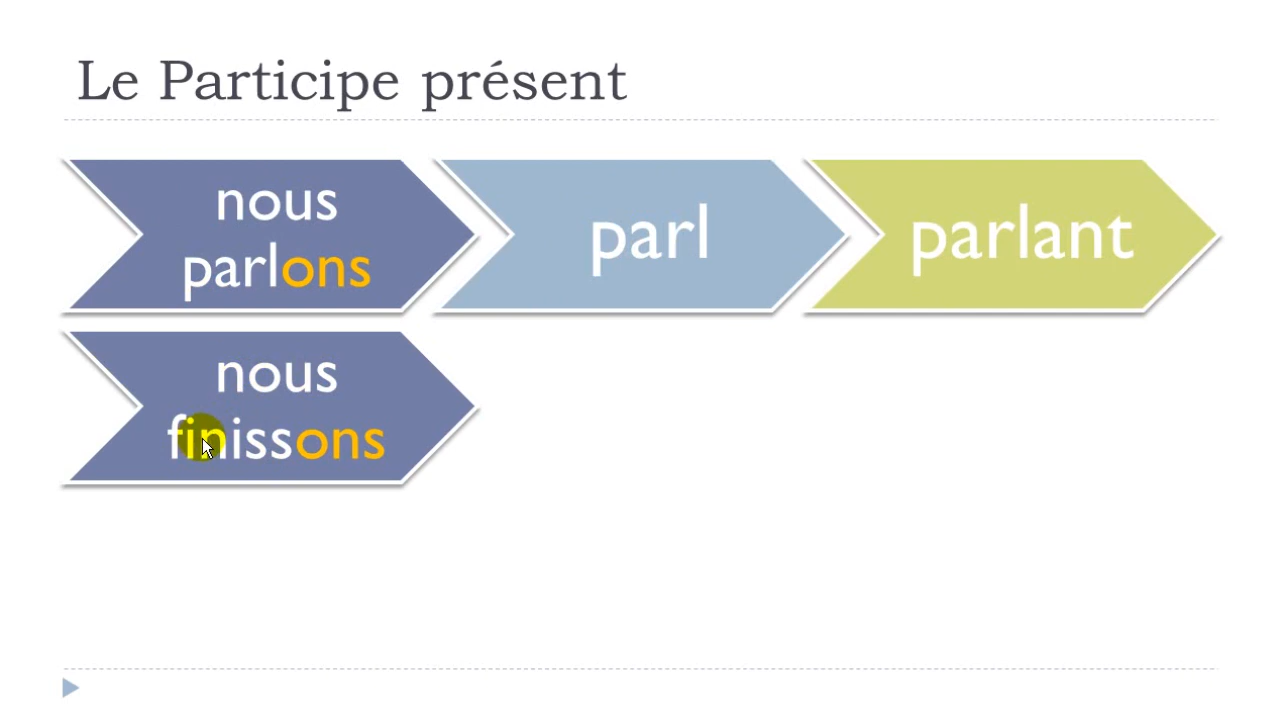 Le Participe présent
nous
parlons
parl
parlant
nous
finissons